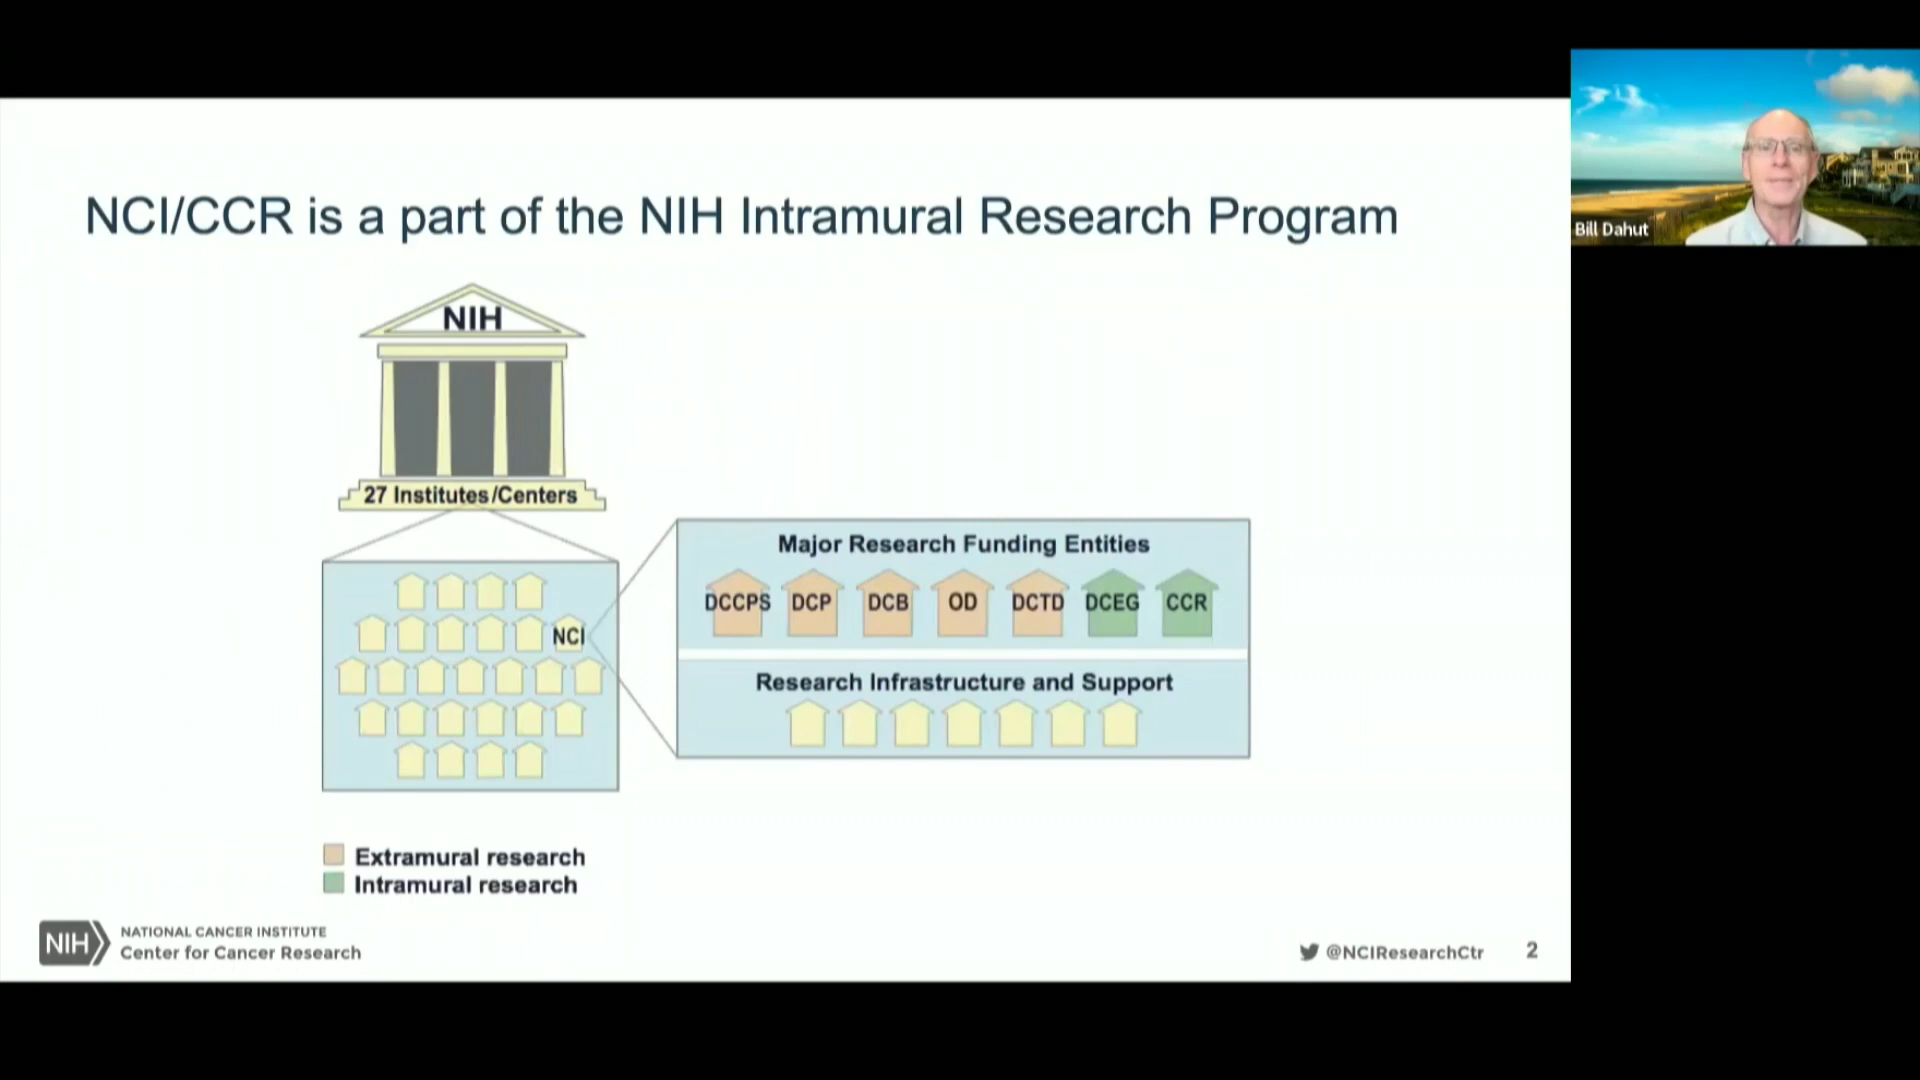 NCI/CCR is a part of the NIH Intramural Research Program
Bill Dahut
NIH
27 Institutes/Centers
NCI
Major Research Funding Entities
DCCPS DCP DCB OD DCTD DCEG CCR
Research Infrastructure and Support
Extramural research
Intramural research
NIH
NATIONAL CANCER INSTITUTE
Center for Cancer Research
@NCIResearchCtr 2